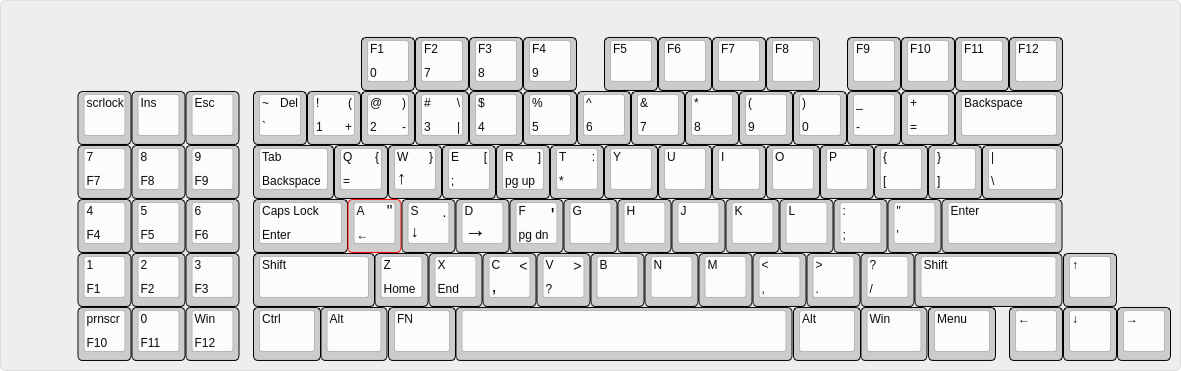 F1 F2 F3 F4 F5 F6 F7 F8 F9 F10 F11 F12
0 7 8 9
scrlock Ins Esc ~ Del ! ( @ ) # \ $ % ^ & * ( ) _ + Backspace
` 1 + 2 - 3 | 4 5 6 7 8 9 0 - =
7 8 9 Tab Q { W } E [ R ] T : Y U I O P { } |
F7 F8 F9 Backspace = ↑ ; pg up * [ ] \
4 5 6 Caps Lock A " S . D F ' G H J K L : " Enter
F4 F5 F6 Enter ← ↓ → pg dn ; '
1 2 3 Shift Z X C < V > B N M < > ? Shift ↑
F1 F2 F3 Home End , ? , . /
prnscr 0 Win Ctrl Alt FN Alt Win Menu ← ↓ →
F10 F11 F12